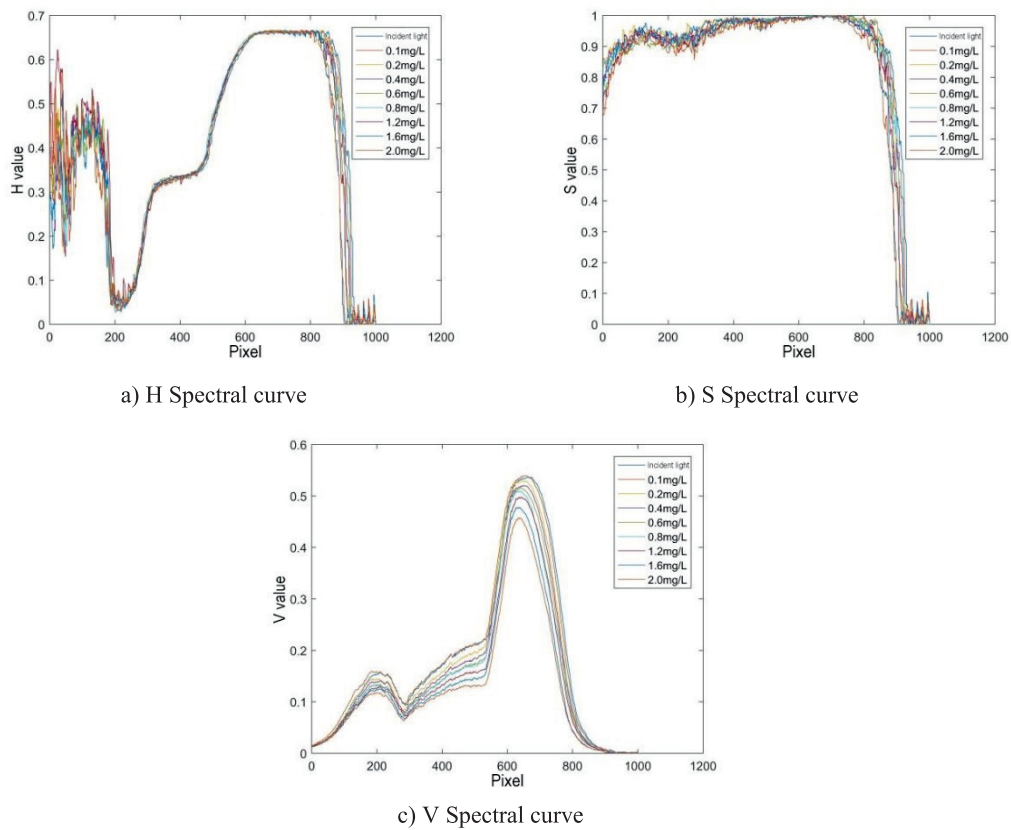 0.7
0.6
0.5
0.4
0.3
0.2
0.1
0
H value
0 200 400 600 800 1000 1200
Pixel
Incident light
0.1mg/L
0.2mg/L
0.4mg/L
0.6mg/L
0.8mg/L
1.2mg/L
1.6mg/L
2.0mg/L
1
0.9
0.8
0.7
0.6
0.5
0.4
0.3
0.2
0.1
0
S value
0 200 400 600 800 1000 1200
Pixel
Incident light
0.1mg/L
0.2mg/L
0.4mg/L
0.6mg/L
0.8mg/L
1.2mg/L
1.6mg/L
2.0mg/L
a) H Spectral curve
b) S Spectral curve
0.6
0.5
0.4
0.3
0.2
0.1
0
V value
0 200 400 600 800 1000 1200
Pixel
Incident light
0.1mg/L
0.2mg/L
0.4mg/L
0.6mg/L
0.8mg/L
1.2mg/L
1.6mg/L
2.0mg/L
c) V Spectral curve